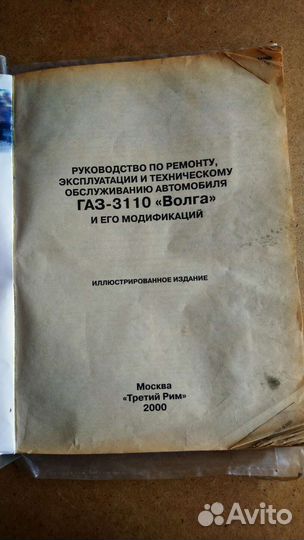 РУКОВОДСТВО ПО РЕМОНТУ,
ЭКСПЛУАТАЦИИ И ТЕХНИЧЕСКОМУ
ОБСЛУЖИВАНИЮ АВТОМОБИЛЯ
ГАЗ-3110 «Волга»
И ЕГО МОДИФИКАЦИЙ
ИЛЛЮСТРИРОВАННОЕ ИЗДАНИЕ
Москва
«Третий Рим»
2000
Avito